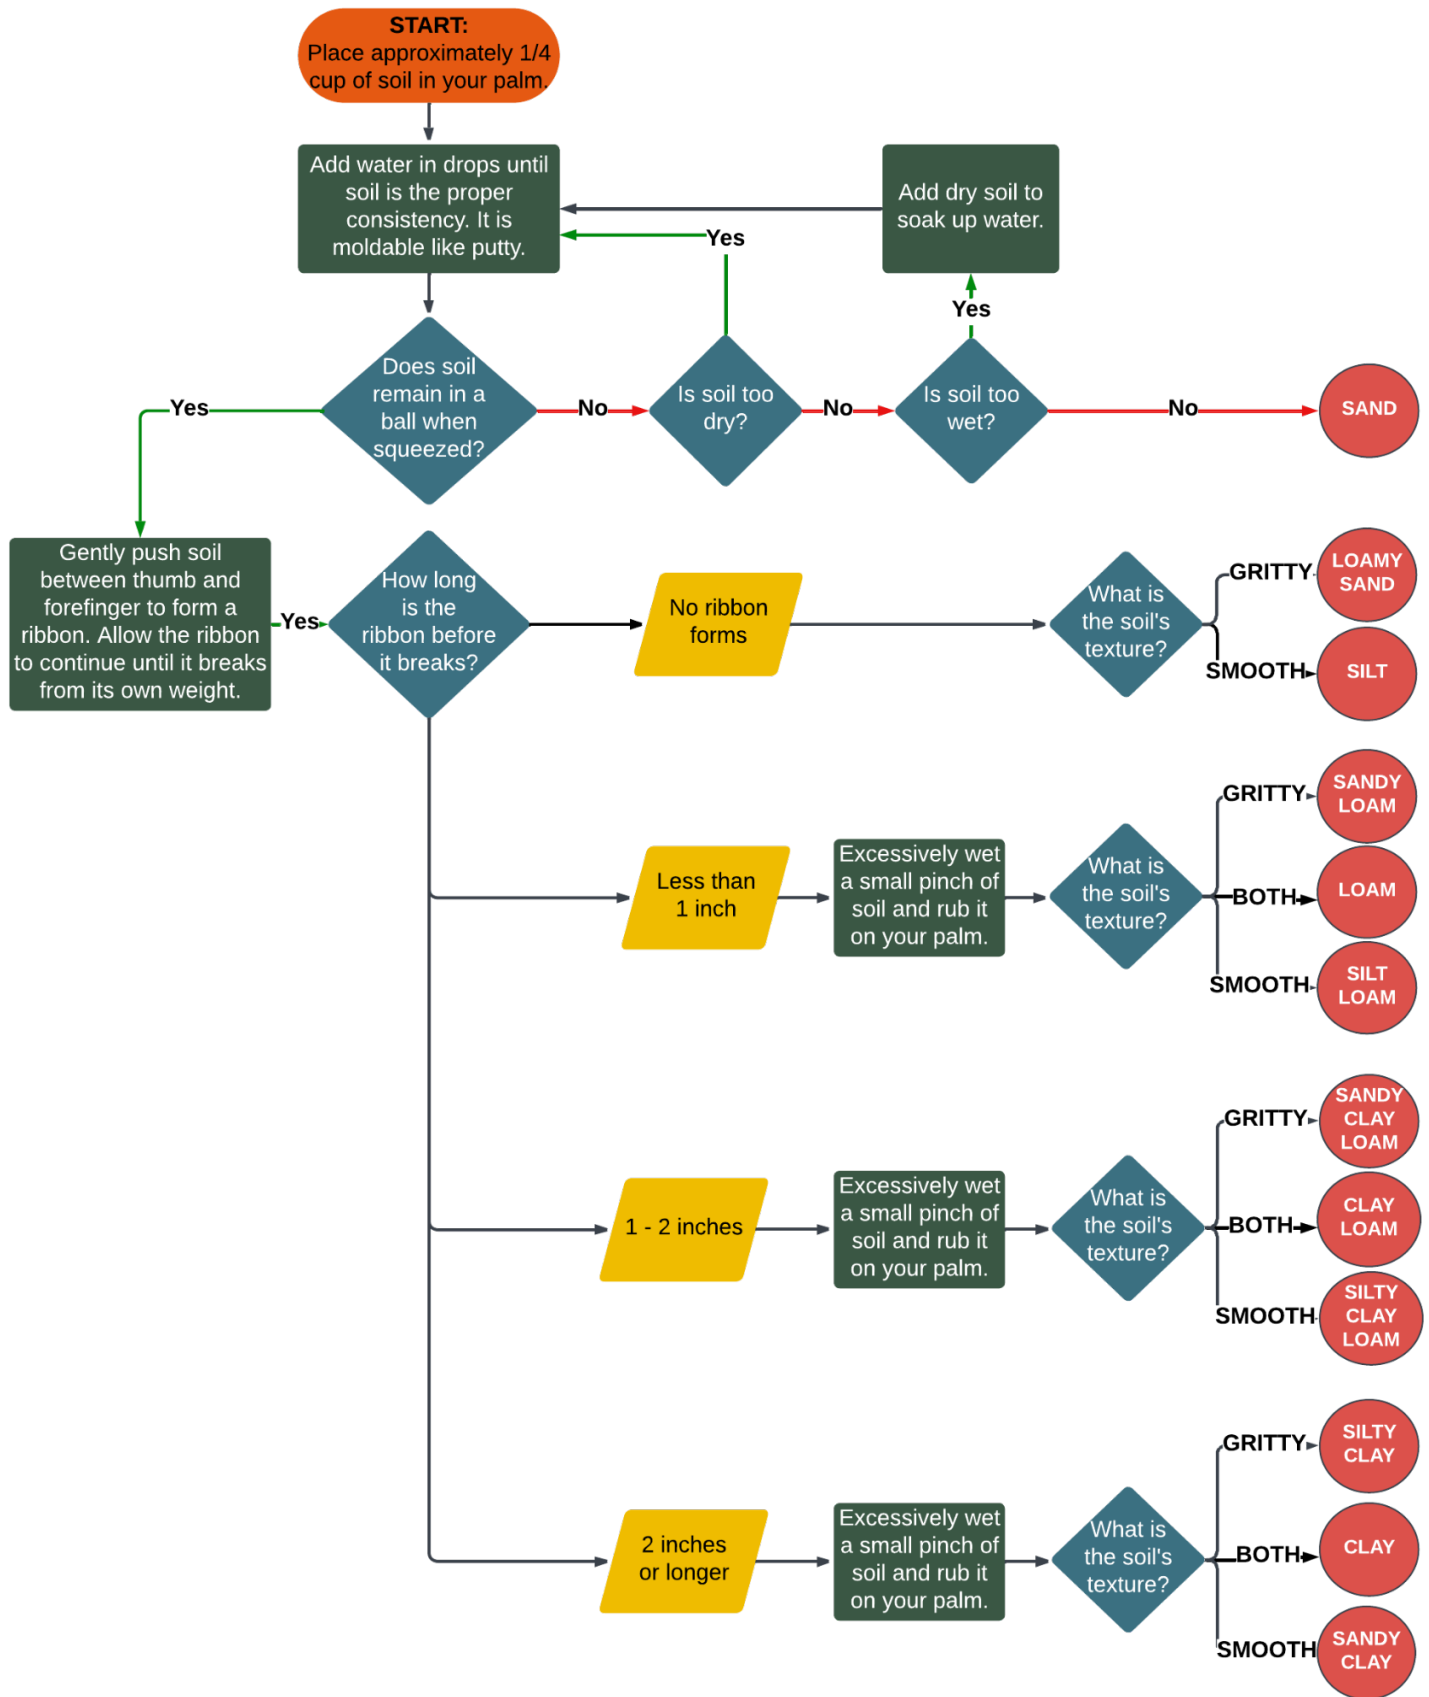 START:
Place approximately 1/4
cup of soil in your palm.
Add water in drops until
soil is the proper
consistency. It is
moldable like putty.
Add dry soil to
soak up water.
Yes
Yes
Does soil
remain in a
ball when
squeezed?
Yes
No
Is soil too
dry?
No
Is soil too
wet?
No
SAND
Gently push soil
between thumb and
forefinger to form a
ribbon. Allow the ribbon
to continue until it breaks
from its own weight.
Yes
How long
is the
ribbon before
it breaks?
No ribbon
forms
What is
the soil's
texture?
GRITTY
LOAMY
SAND
SMOOTH
SILT
Less than
1 inch
Excessively wet
a small pinch of
soil and rub it
on your palm.
What is
the soil's
texture?
GRITTY
SANDY
LOAM
BOTH
LOAM
SMOOTH
SILT
LOAM
1 - 2 inches
Excessively wet
a small pinch of
soil and rub it
on your palm.
What is
the soil's
texture?
GRITTY
SANDY
CLAY
LOAM
BOTH
CLAY
LOAM
SMOOTH
SILTY
CLAY
LOAM
2 inches
or longer
Excessively wet
a small pinch of
soil and rub it
on your palm.
What is
the soil's
texture?
GRITTY
SILTY
CLAY
BOTH
CLAY
SMOOTH
SANDY
CLAY